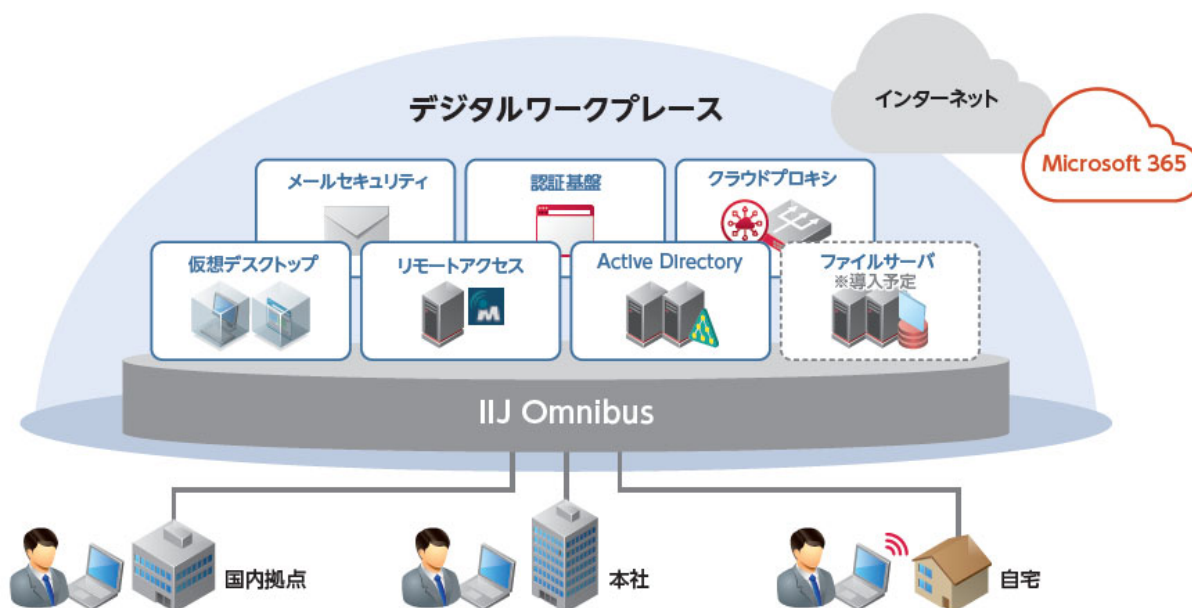 デジタルワークプレース
インターネット
Microsoft 365
メールセキュリティ
認証基盤
クラウドプロキシ
仮想デスクトップ
リモートアクセス
Active Directory
ファイルサーバ
※導入予定
IIJ Omnibus
国内拠点
本社
自宅